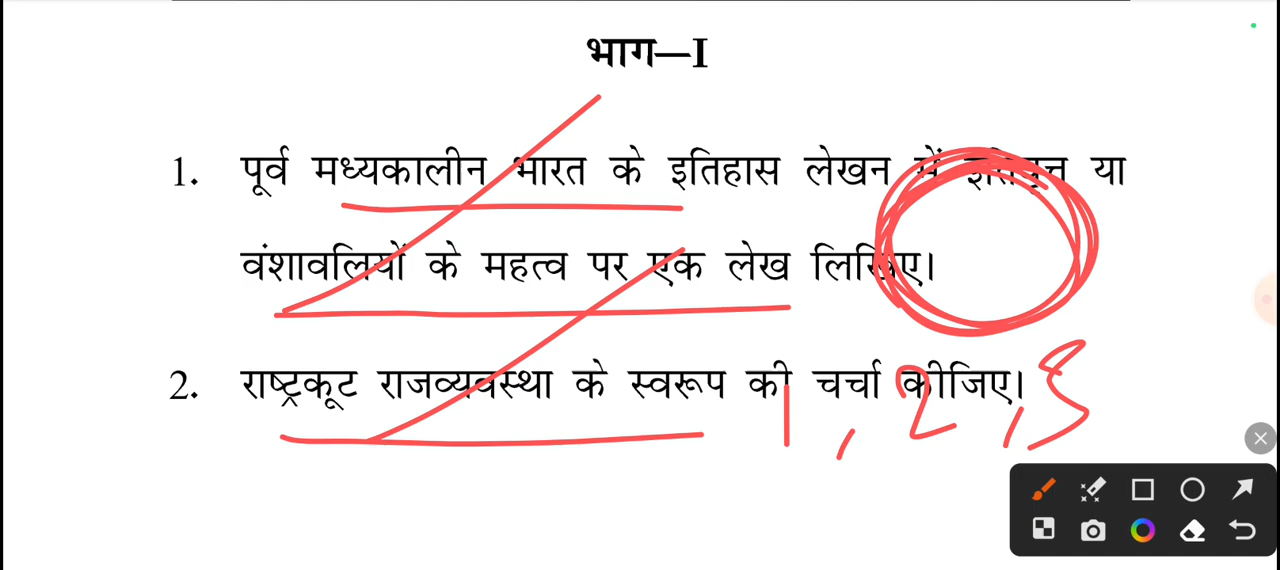 भाग—I
1. पूर्व मध्यकालीन भारत के इतिहास लेखन में इतिवृत्त या
वंशावलियों के महत्व पर एक लेख लिखिए।
2. राष्ट्रकूट राजव्यवस्था के स्वरूप की चर्चा कीजिए।
1, 2, 3